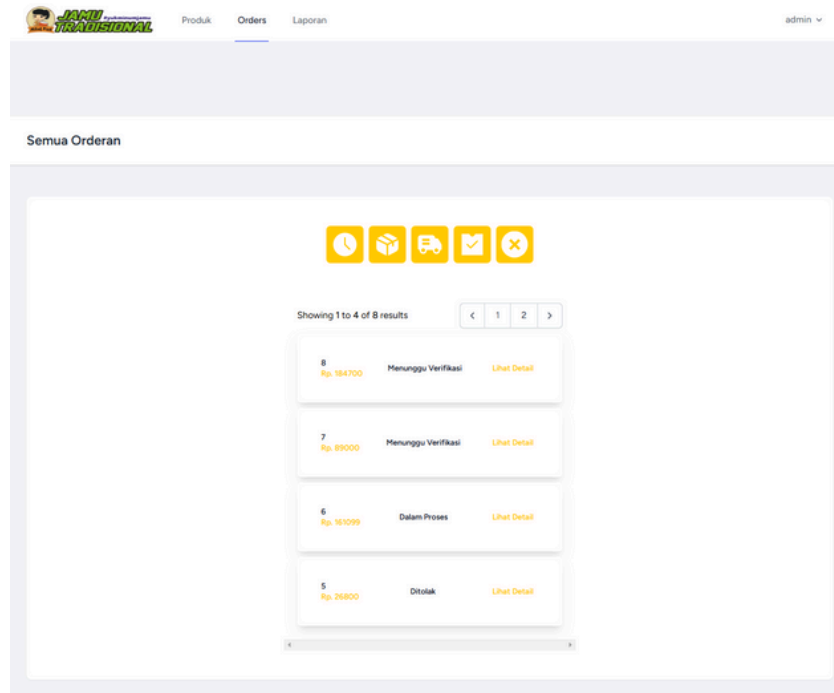 JAMU
TRADISIONAL
Produk
Orders
Laporan
admin
Semua Orderan
Showing 1 to 4 of 8 results
1
2
8
Rp. 184700
Menunggu Verifikasi
Lihat Detail
7
Rp. 89000
Menunggu Verifikasi
Lihat Detail
6
Rp. 161099
Dalam Proses
Lihat Detail
5
Rp. 26800
Ditolak
Lihat Detail